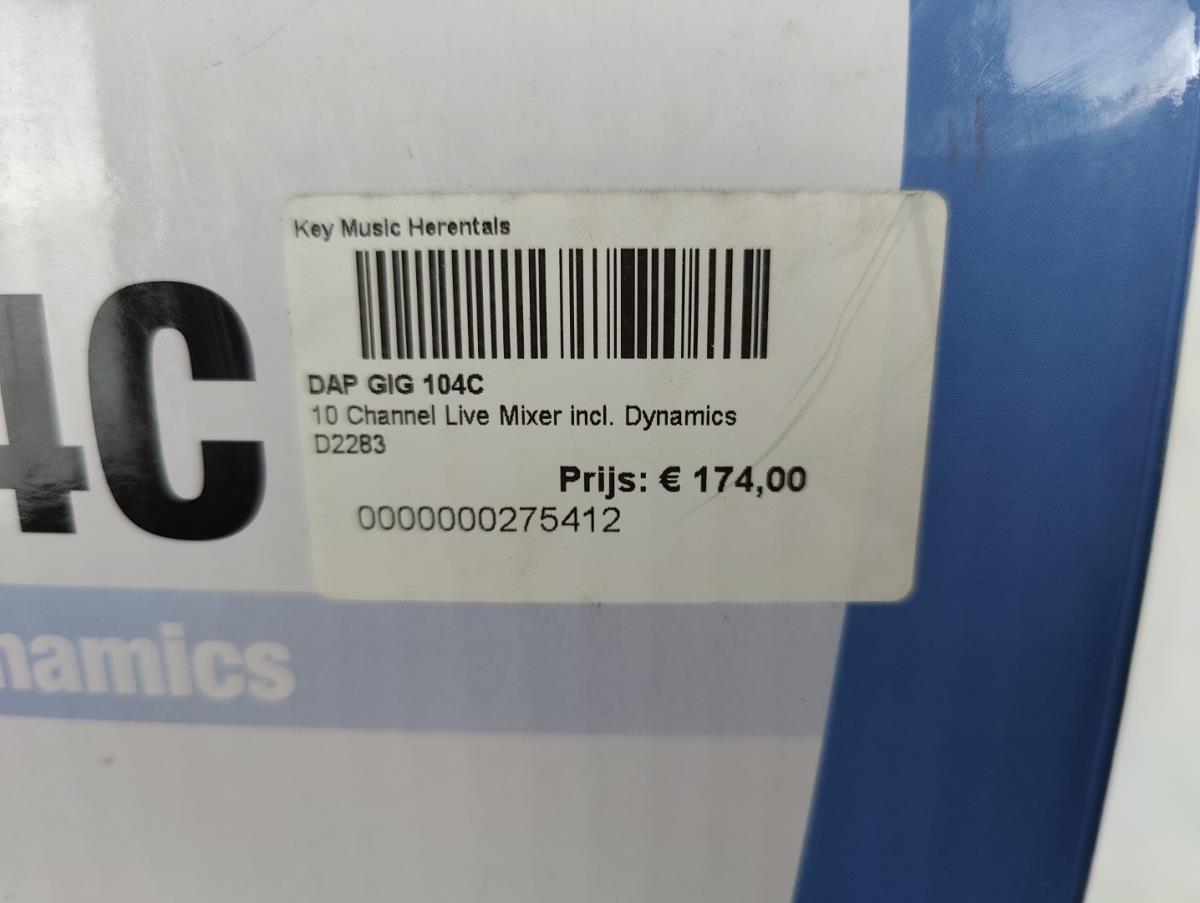 Key Music Herentals
DAP GIG 104C
10 Channel Live Mixer incl. Dynamics
D2283
Prijs: € 174,00
0000000275412
4C
namics